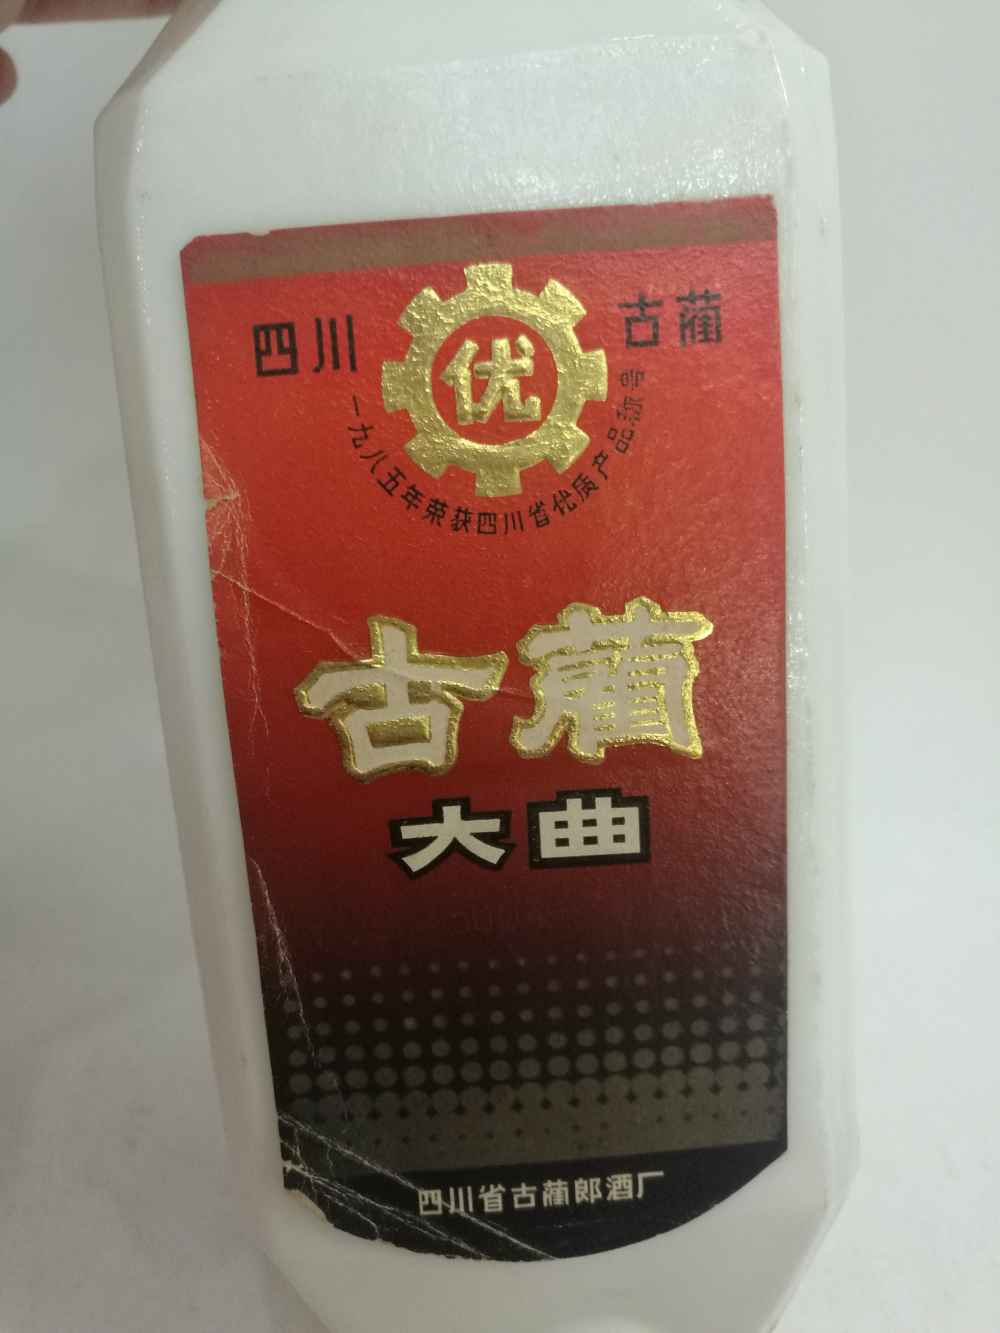 四川
古蔺
优
一九八五年荣获四川省优质产品称号
古蔺
大曲
四川省古蔺郎酒厂